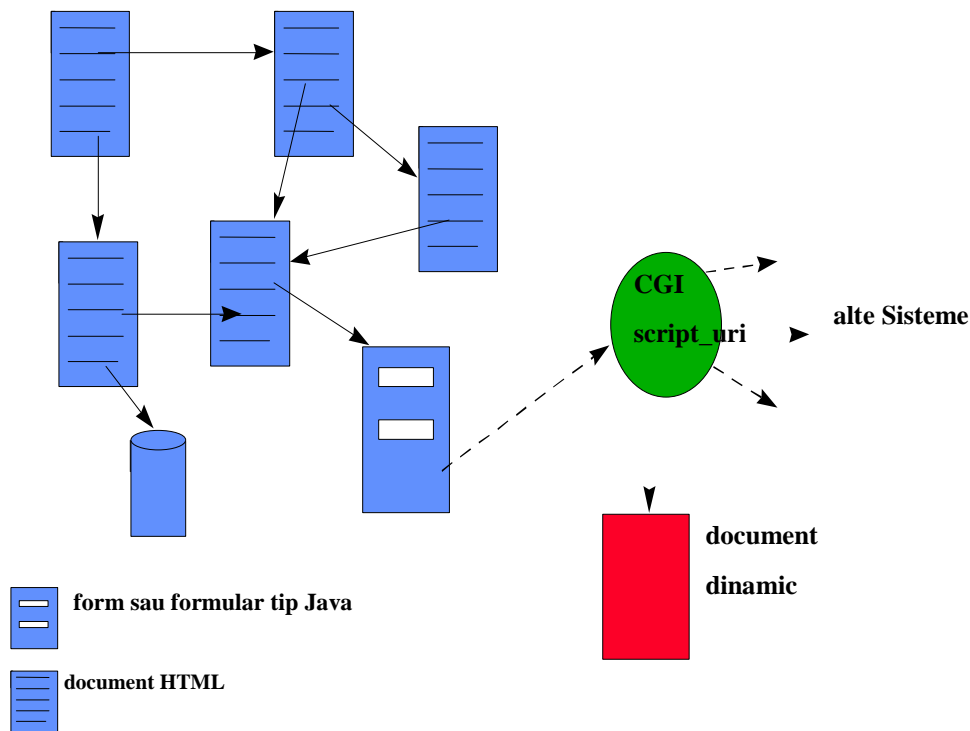 CGI
script_uri
alte Sisteme
document
dinamic
form sau formular tip Java
document HTML